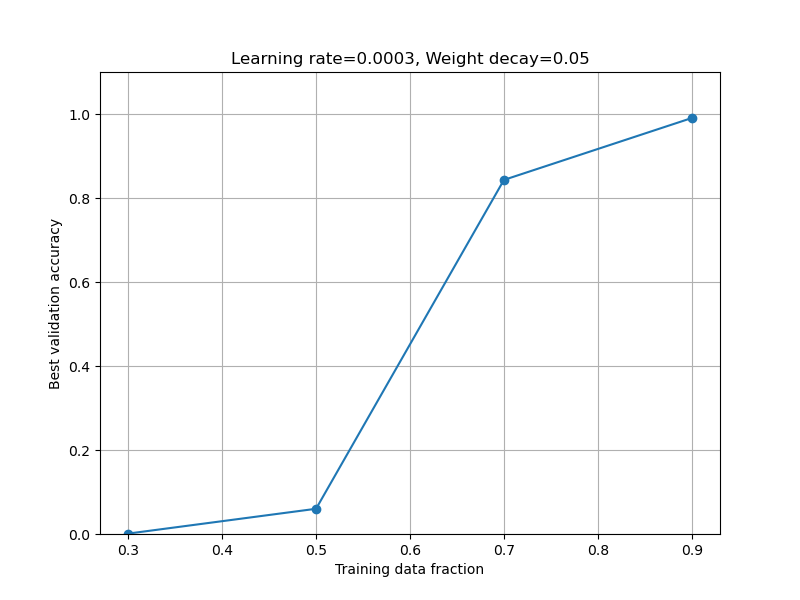 Learning rate=0.0003, Weight decay=0.05
Best validation accuracy
1.0
0.8
0.6
0.4
0.2
0.0
0.3 0.4 0.5 0.6 0.7 0.8 0.9
Training data fraction